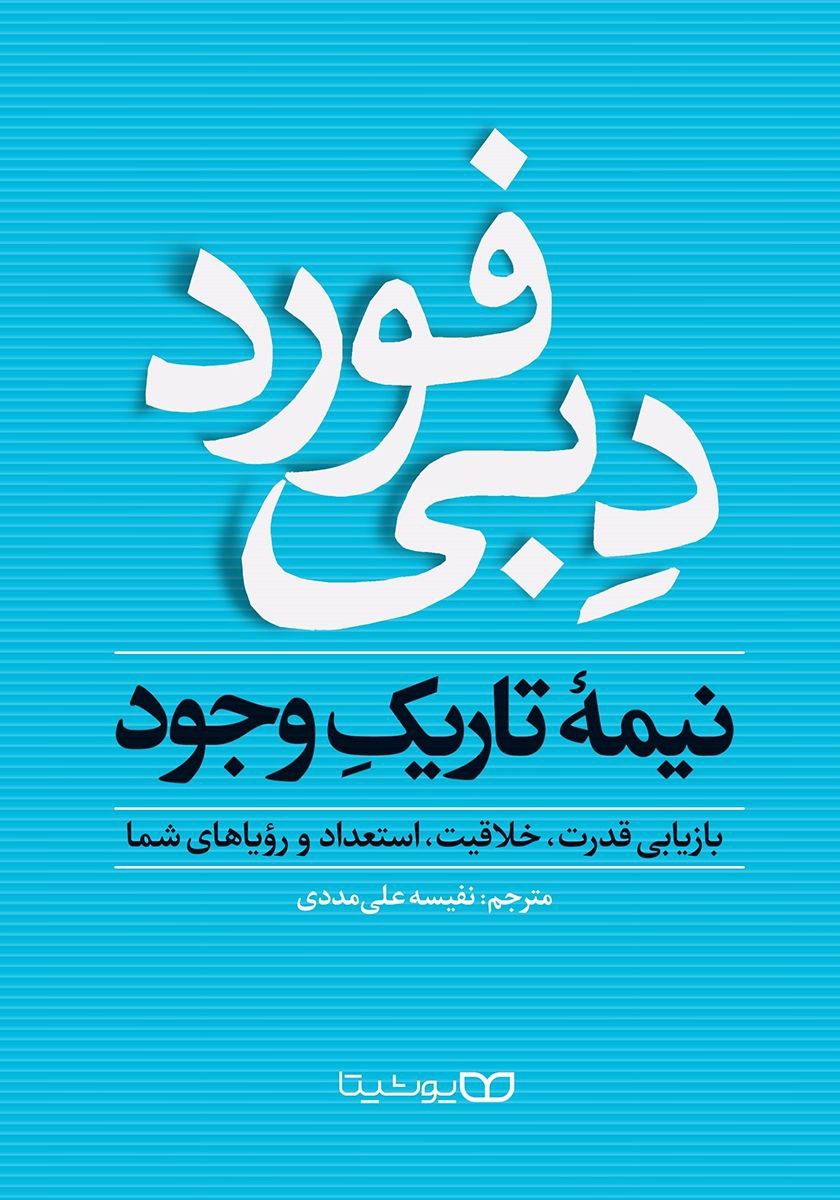 دِبی فورد
نیمهٔ تاریکِ وجود
بازیابی قدرت، خلاقیت، استعداد و رؤیاهای شما
مترجم: نفیسه علی‌مددی
یوشیتا